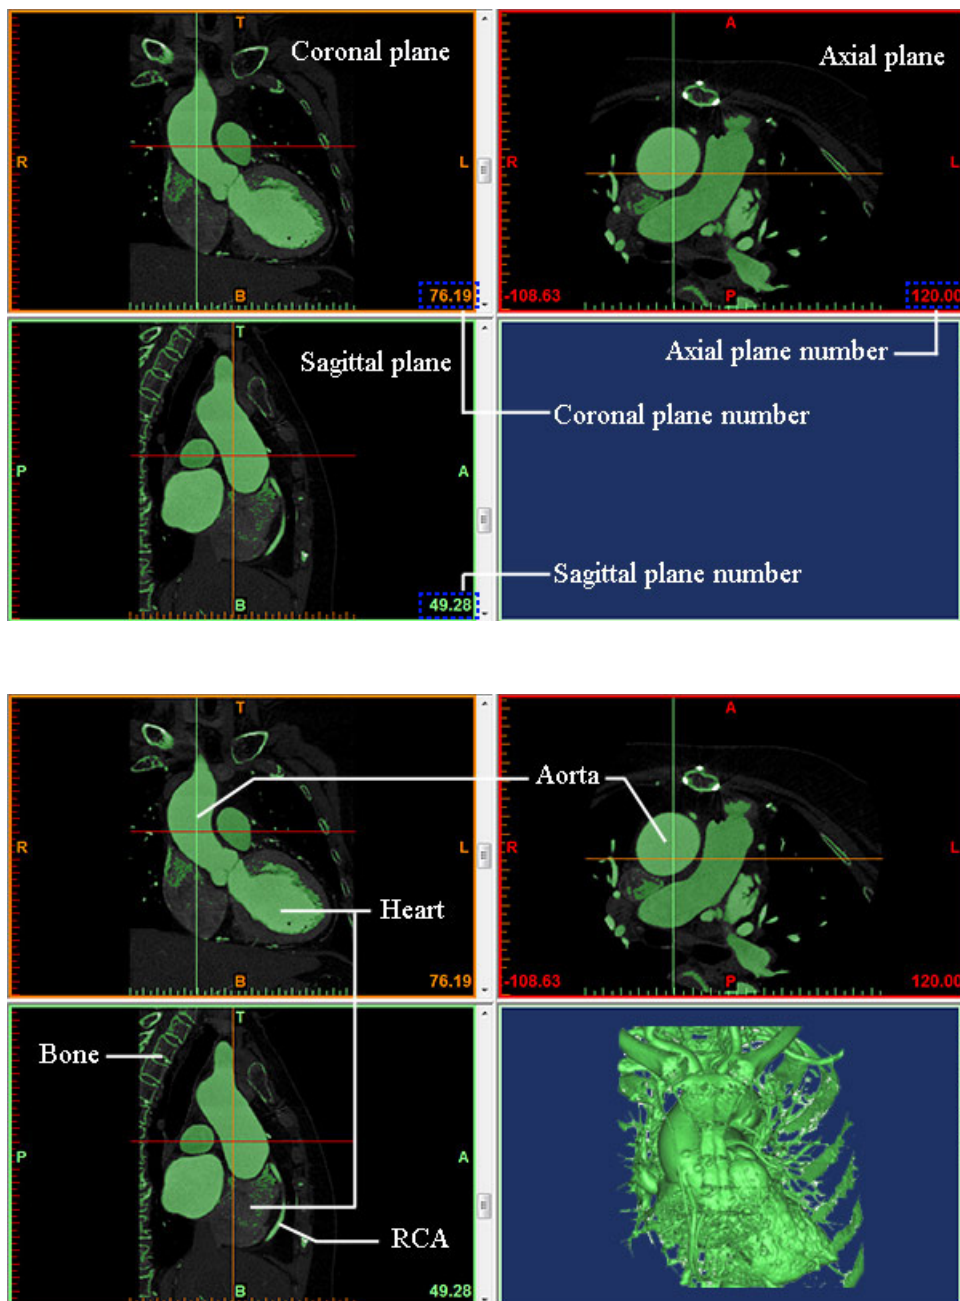 T
Coronal plane
R
L
B
76.19
A
Axial plane
R
L
-108.63
P
120.00
T
Sagittal plane
P
A
B
49.28
Axial plane number
Coronal plane number
Sagittal plane number
T
R
L
B
76.19
A
Aorta
R
L
-108.63
P
120.00
Heart
T
Bone
P
A
RCA
B
49.28